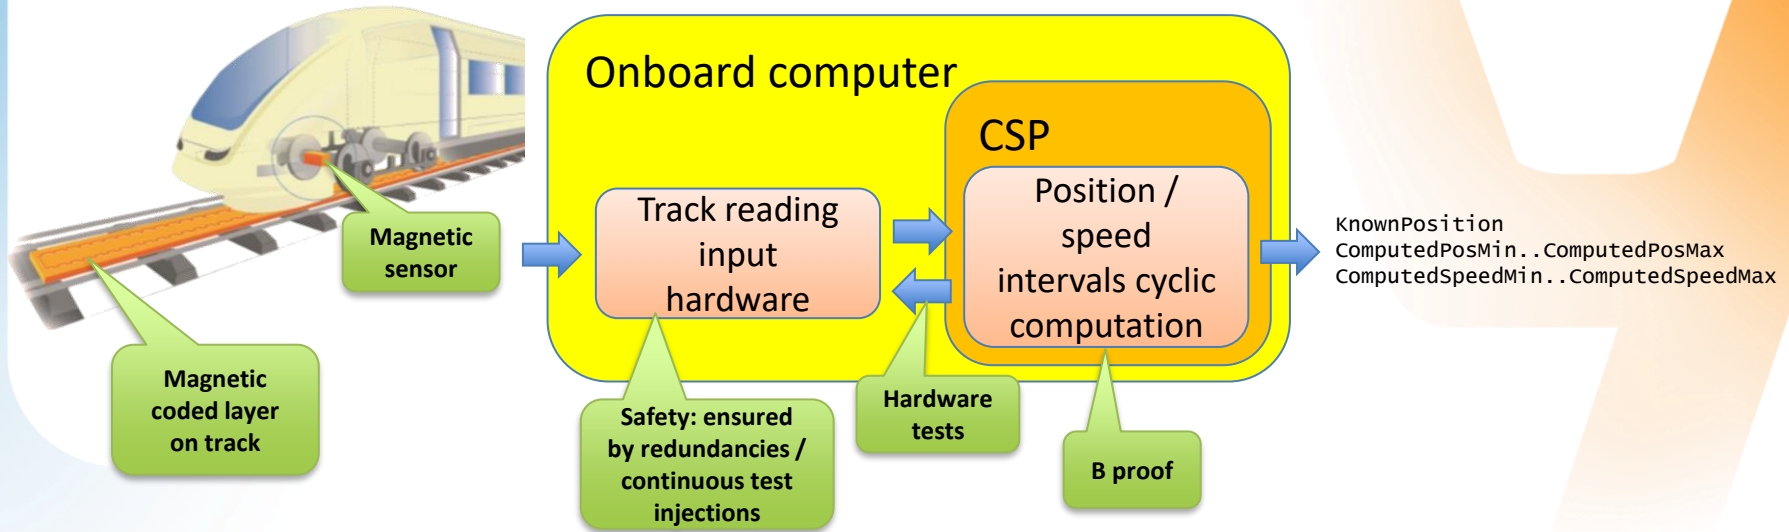 Onboard computer
CSP
Track reading
input
hardware
Position /
speed
intervals cyclic
computation
KnownPosition
ComputedPosMin..ComputedPosMax
ComputedSpeedMin..ComputedSpeedMax
Magnetic
sensor
Magnetic
coded layer
on track
Safety: ensured
by redundancies /
continuous test
injections
Hardware
tests
B proof